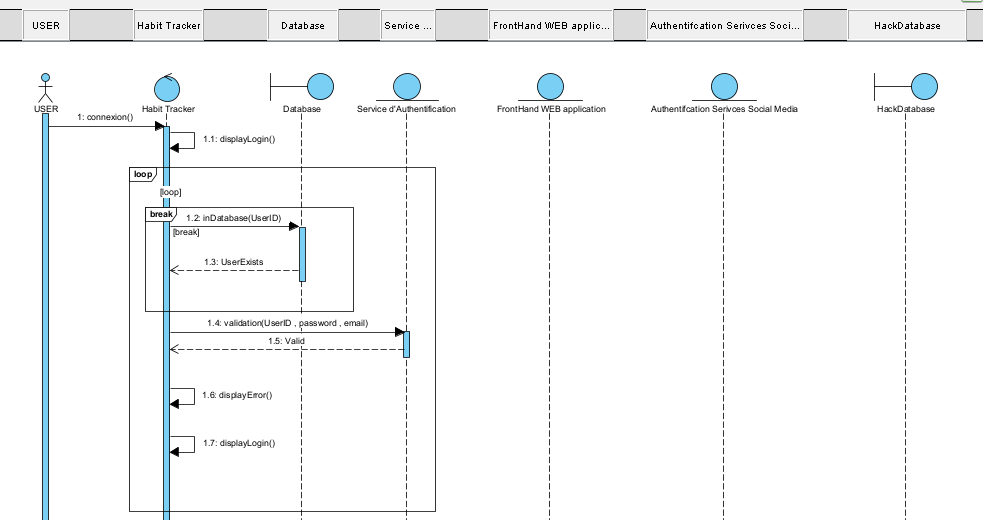 USER
Habit Tracker
Database
Service ...
FrontHand WEB applic...
Authentifcation Serivces Soci...
HackDatabase
USER
Habit Tracker
Database
Service d'Authentification
FrontHand WEB application
Authentifcation Serivces Social Media
HackDatabase
1: connexion()
1.1: displayLogin()
loop
[loop]
break
1.2: inDatabase(UserID)
[break]
1.3: UserExists
1.4: validation(UserID , password , email)
1.5: Valid
1.6: displayError()
1.7: displayLogin()